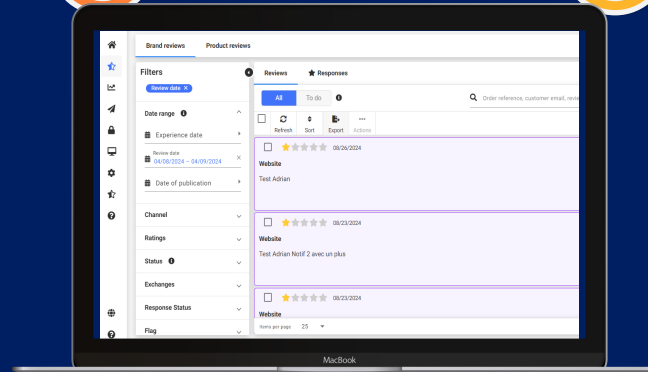 Brand reviews Product reviews
Filters
Review date ×
Date range
Experience date
Review date
04/08/2024 – 04/09/2024
Date of publication
Channel
Ratings
Status
Exchanges
Response Status
Flag
Reviews Responses
All To do
Order reference, customer email, revie
Refresh Sort Export Actions
08/26/2024
Website
Test Adrian
08/23/2024
Website
Test Adrian Notif 2 avec un plus
08/23/2024
Website
Items per page 25
MacBook